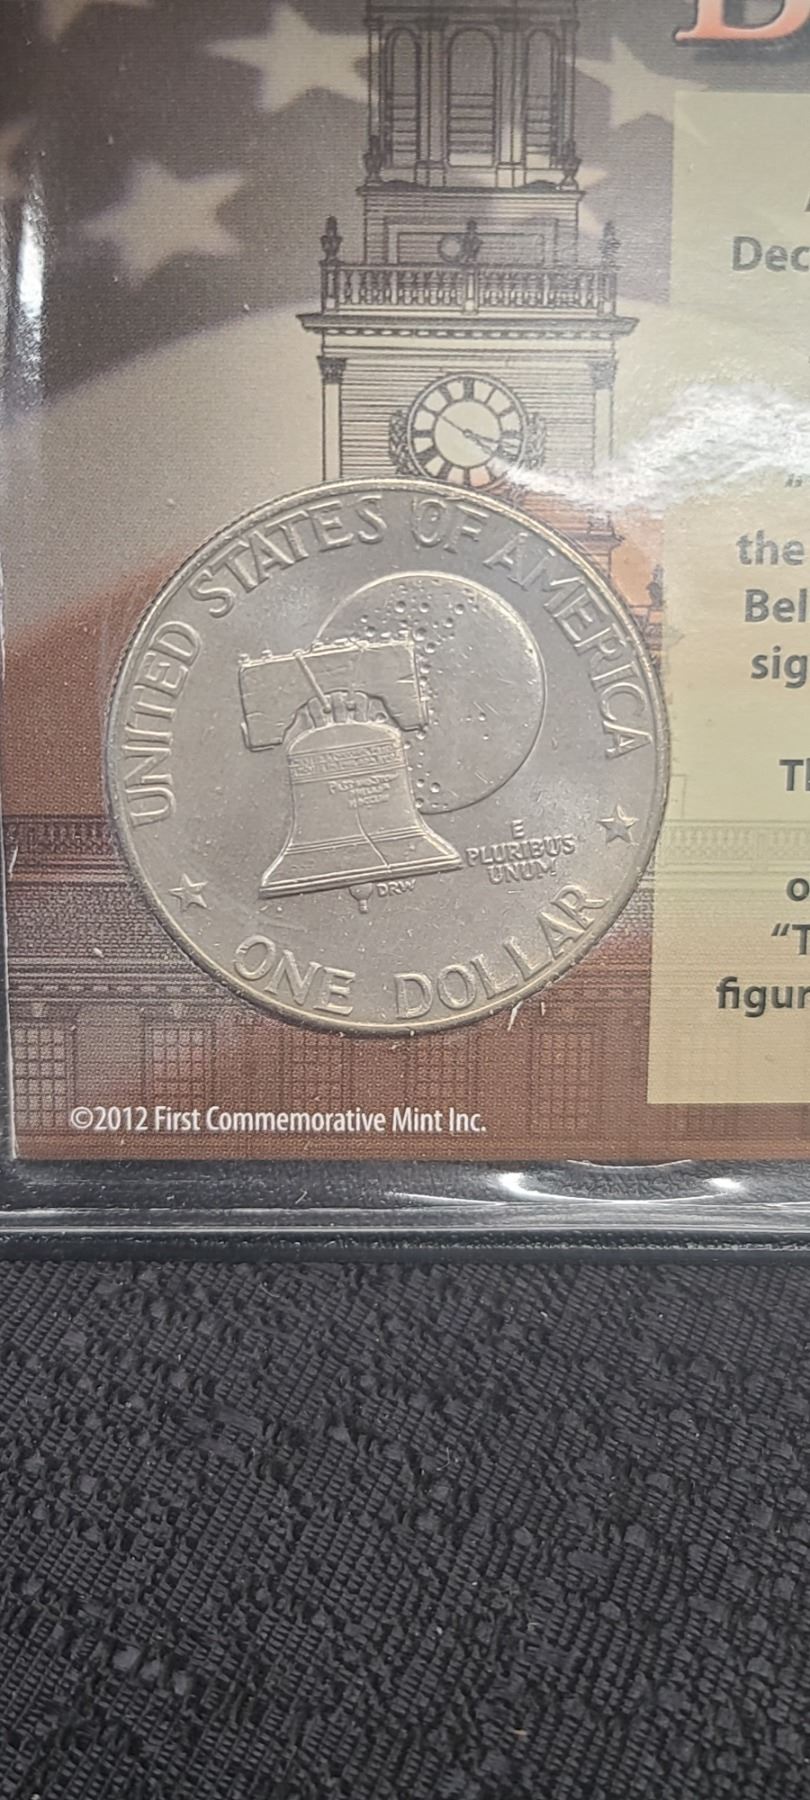 B
Dec
"
the
Bel
sig
Th
o
"T
figur
UNITED STATES OF AMERICA
E
PLURIBUS
UNUM
DRW
ONE DOLLAR
©2012 First Commemorative Mint Inc.